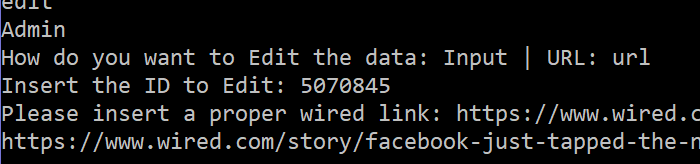 edit
Admin
How do you want to Edit the data: Input | URL: url
Insert the ID to Edit: 5070845
Please insert a proper wired link: https://www.wired.c
https://www.wired.com/story/facebook-just-tapped-the-n